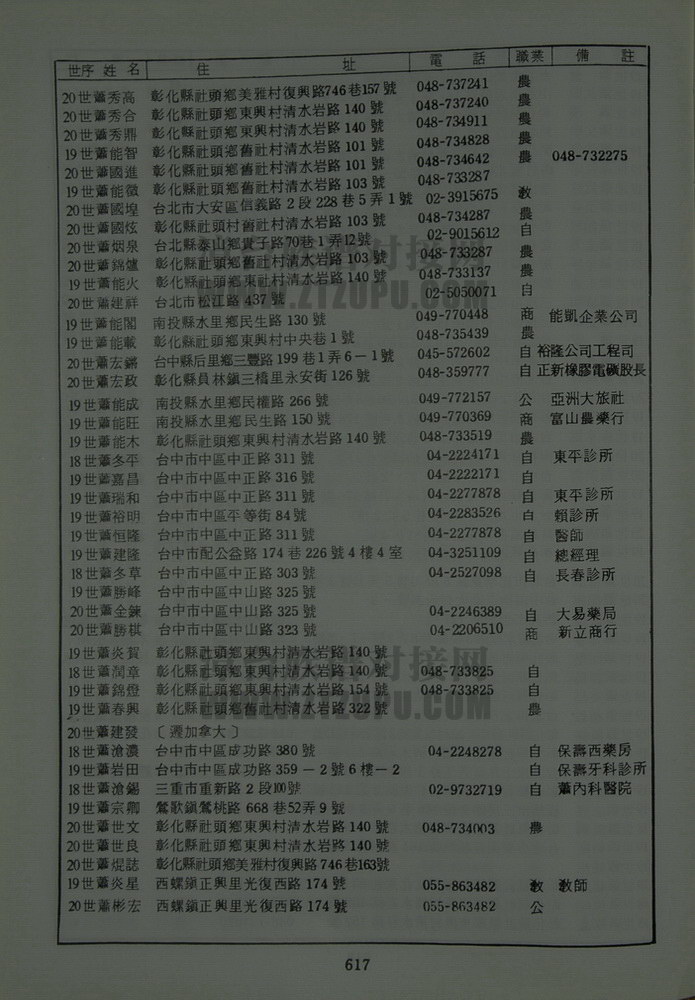 世序 姓名 住址 電話 職業 備註
20世蕭秀高 彰化縣社頭鄉美雅村復興路746巷157號 048-737241 農
20世蕭秀合 彰化縣社頭鄉東興村清水岩路140號 048-737240 農
20世蕭秀鼎 彰化縣社頭鄉東興村清水岩路140號 048-734911 農
19世蕭能智 彰化縣社頭鄉舊社村清水岩路101號 048-734828 農
20世蕭國進 彰化縣社頭鄉舊社村清水岩路101號 048-734642 農 048-732275
19世蕭能徵 彰化縣社頭鄉舊社村清水岩路103號 048-733287
20世蕭國煌 台北市大安區信義路2段228巷5弄1號 02-3915675 教
20世蕭國炫 彰化縣社頭村舊社村清水岩路103號 048-734287 農
20世蕭烟泉 台北縣泰山鄉貴子路70巷1弄12號 02-9015612 自
20世蕭錦爐 彰化縣社頭鄉舊社村清水岩路103號 048-733287 農
19世蕭能火 彰化縣社頭鄉東社村清水岩路140號 048-733137 農
20世蕭建祥 台北市松江路437號 02-5050071 自
19世蕭能閣 南投縣水里鄉民生路130號 049-770448 商 能凱企業公司
19世蕭能載 彰化縣社頭鄉東興村中央巷1號 048-735439 農
20世蕭宏鏘 台中縣后里鄉三豐路199巷1弄6－1號 045-572602 自 裕隆公司工程司
20世蕭宏政 彰化縣員林鎮三橋里永安街126號 048-359777 自 正新橡膠電礦股長
19世蕭能成 南投縣水里鄉民權路266號 049-772157 公 亞洲大旅社
19世蕭能旺 南投縣水里鄉民生路150號 049-770369 商 富山農藥行
19世蕭能木 彰化縣社頭鄉東興村清水岩路140號 048-733519 農
18世蕭冬平 台中市中區中正路311號 04-2224171 自 東平診所
19世蕭嘉昌 台中市中區中正路316號 04-2222171 自
19世蕭瑞和 台中市中區中正路311號 04-2277878 自 東平診所
19世蕭裕明 台中市中區平等街84號 04-2283526 自 賴診所
19世蕭恒隆 台中市中區中正路311號 04-2277878 自 醫師
19世蕭建隆 台中市配公益路174巷226號4樓4室 04-3251109 自 總經理
18世蕭冬草 台中市中區中正路303號 04-2527098 自 長春診所
19世蕭勝峰 台中市中區中山路325號
20世蕭全鍊 台中市中區中山路325號 04-2246389 自 大易藥局
20世蕭勝棋 台中市中區中山路323號 04-2206510 商 新立商行
19世蕭炎賀 彰化縣社頭鄉東興村清水岩路140號
18世蕭潤章 彰化縣社頭鄉東興村清水岩路140號 048-733825 自
19世蕭錦燈 彰化縣社頭鄉東興村清水岩路154號 048-733825 自
19世蕭春興 彰化縣社頭鄉舊社村清水岩路322號 農
20世蕭建發 〔遷加拿大〕
18世蕭滄濃 台中市中區成功路380號 04-2248278 自 保壽西藥房
19世蕭岩田 台中市中區成功路359－2號6樓－2 自 保壽牙科診所
18世蕭滄錫 三重市重新路2段100號 02-9732719 自 蕭內科醫院
19世蕭宗卿 鶯歌鎮鶯桃路668巷52弄9號
20世蕭世文 彰化縣社頭鄉東興村清水岩路140號 048-734003 農
20世蕭世良 彰化縣社頭鄉東興村清水岩路140號
20世蕭焜誌 彰化縣社頭鄉美雅村復興路746巷163號
19世蕭炎星 西螺鎮正興里光復西路174號 055-863482 教 教師
20世蕭彬宏 西螺鎮正興里光復西路174號 055-863482 公
617